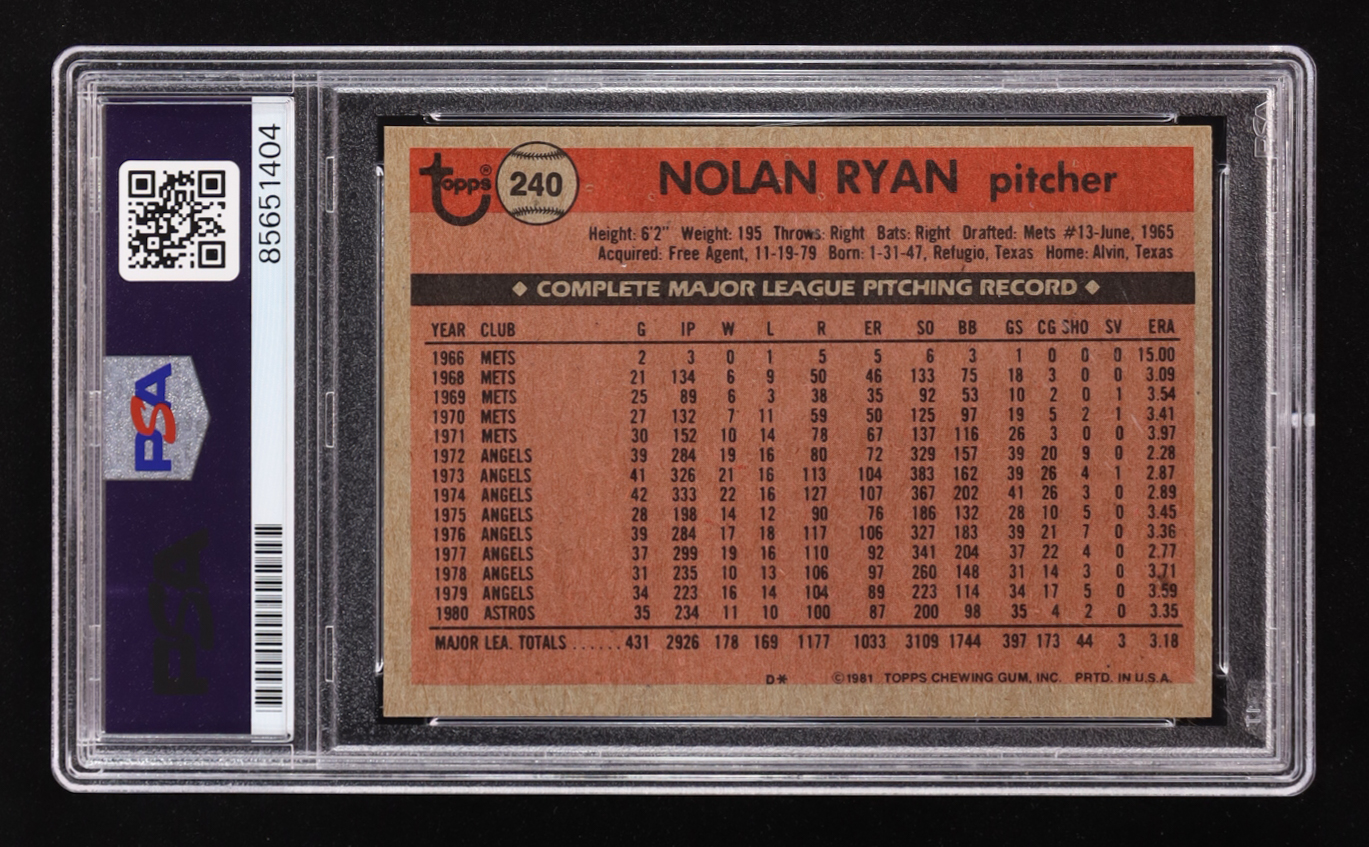 85651404
PSA
PSA
topps® 240 NOLAN RYAN pitcher
Height: 6'2" Weight: 195 Throws: Right Bats: Right Drafted: Mets #13-June, 1965
Acquired: Free Agent, 11-19-79 Born: 1-31-47, Refugio, Texas Home: Alvin, Texas
◆ COMPLETE MAJOR LEAGUE PITCHING RECORD ◆
YEAR CLUB G IP W L R ER SO BB GS CG SHO SV ERA
1966 METS 2 3 0 1 5 5 6 3 1 0 0 0 15.00
1968 METS 21 134 6 9 50 46 133 75 18 3 0 0 3.09
1969 METS 25 89 6 3 38 35 92 53 10 2 0 1 3.54
1970 METS 27 132 7 11 59 50 125 97 19 5 2 1 3.41
1971 METS 30 152 10 14 78 67 137 116 26 3 0 0 3.97
1972 ANGELS 39 284 19 16 80 72 329 157 39 20 9 0 2.28
1973 ANGELS 41 326 21 16 113 104 383 162 39 26 4 1 2.87
1974 ANGELS 42 333 22 16 127 107 367 202 41 26 3 0 2.89
1975 ANGELS 28 198 14 12 90 76 186 132 28 10 5 0 3.45
1976 ANGELS 39 284 17 18 117 106 327 183 39 21 7 0 3.36
1977 ANGELS 37 299 19 16 110 92 341 204 37 22 4 0 2.77
1978 ANGELS 31 235 10 13 106 97 260 148 31 14 3 0 3.71
1979 ANGELS 34 223 16 14 104 89 223 114 34 17 5 0 3.59
1980 ASTROS 35 234 11 10 100 87 200 98 35 4 2 0 3.35
MAJOR LEA. TOTALS ...... 431 2926 178 169 1177 1033 3109 1744 397 173 44 3 3.18
D* ©1981 TOPPS CHEWING GUM, INC. PRTD. IN U.S.A.
PSA